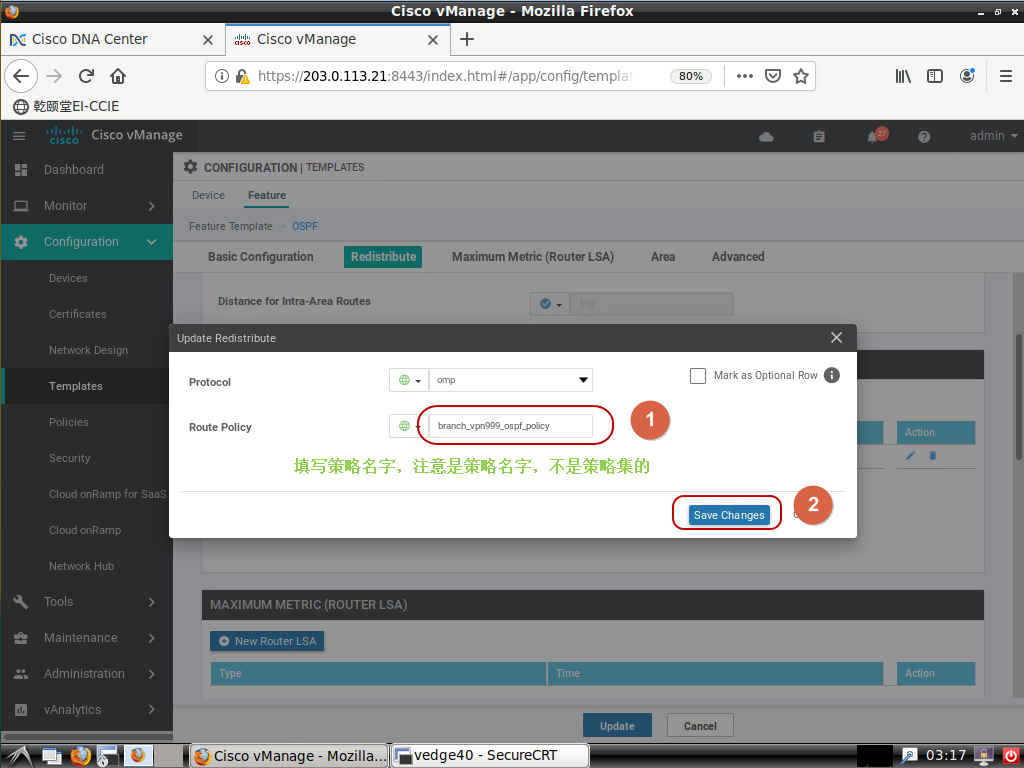 Cisco vManage - Mozilla Firefox
Cisco DNA Center
Cisco vManage
https://203.0.113.21:8443/index.html#/app/config/templat
80%
乾颐堂EI-CCIE
cisco
Cisco vManage
27
admin
Dashboard
Monitor
Configuration
Devices
Certificates
Network Design
Templates
Policies
Security
Cloud onRamp for SaaS
Cloud onRamp
Network Hub
Tools
Maintenance
Administration
vAnalytics
CONFIGURATION | TEMPLATES
Device
Feature
Feature Template > OSPF
Basic Configuration
Redistribute
Maximum Metric (Router LSA)
Area
Advanced
Distance for Intra-Area Routes
110
Update Redistribute
Protocol
omp
Mark as Optional Row
Route Policy
branch_vpn999_ospf_policy
1
填写策略名字，注意是策略名字，不是策略集的
Save Changes
2
Action
MAXIMUM METRIC (ROUTER LSA)
New Router LSA
Type
Time
Action
Update
Cancel
Cisco vManage - Mozilla...
vedge40 - SecureCRT
03:17